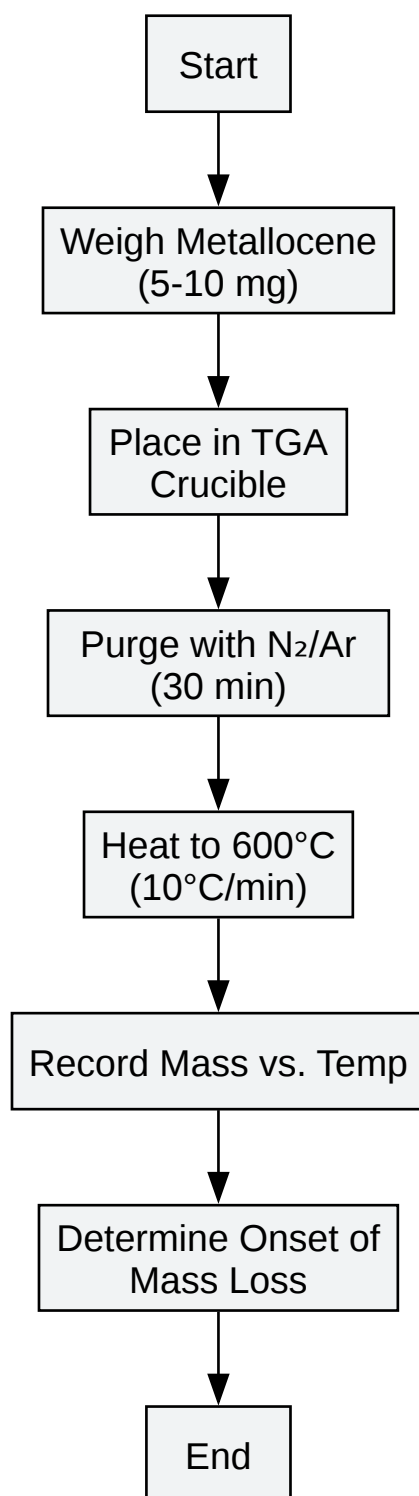 Start
Weigh Metallocene
(5-10 mg)
Place in TGA
Crucible
Purge with N₂/Ar
(30 min)
Heat to 600°C
(10°C/min)
Record Mass vs. Temp
Determine Onset of
Mass Loss
End